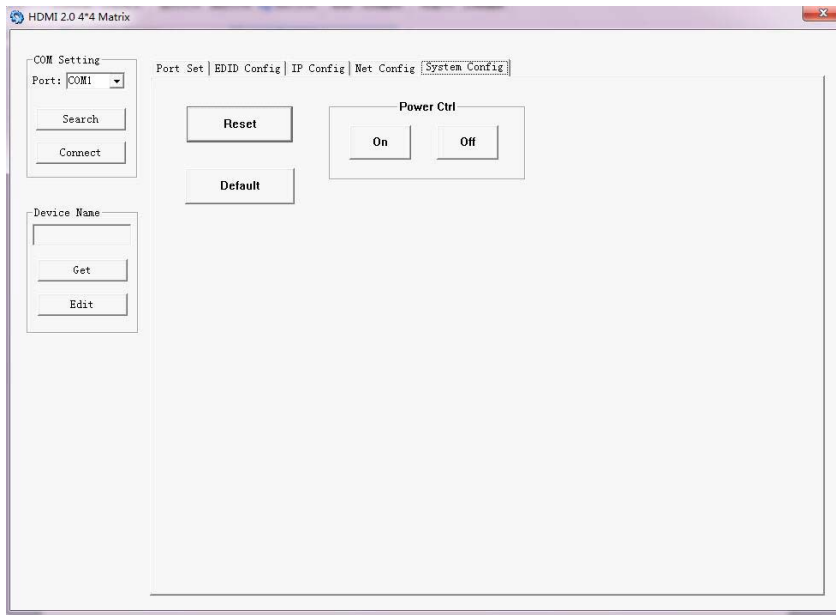 HDMI 2.0 4*4 Matrix
COM Setting
Port: COM1
Search
Connect
Device Name
Get
Edit
Port Set
EDID Config
IP Config
Net Config
System Config
Reset
Default
Power Ctrl
On
Off